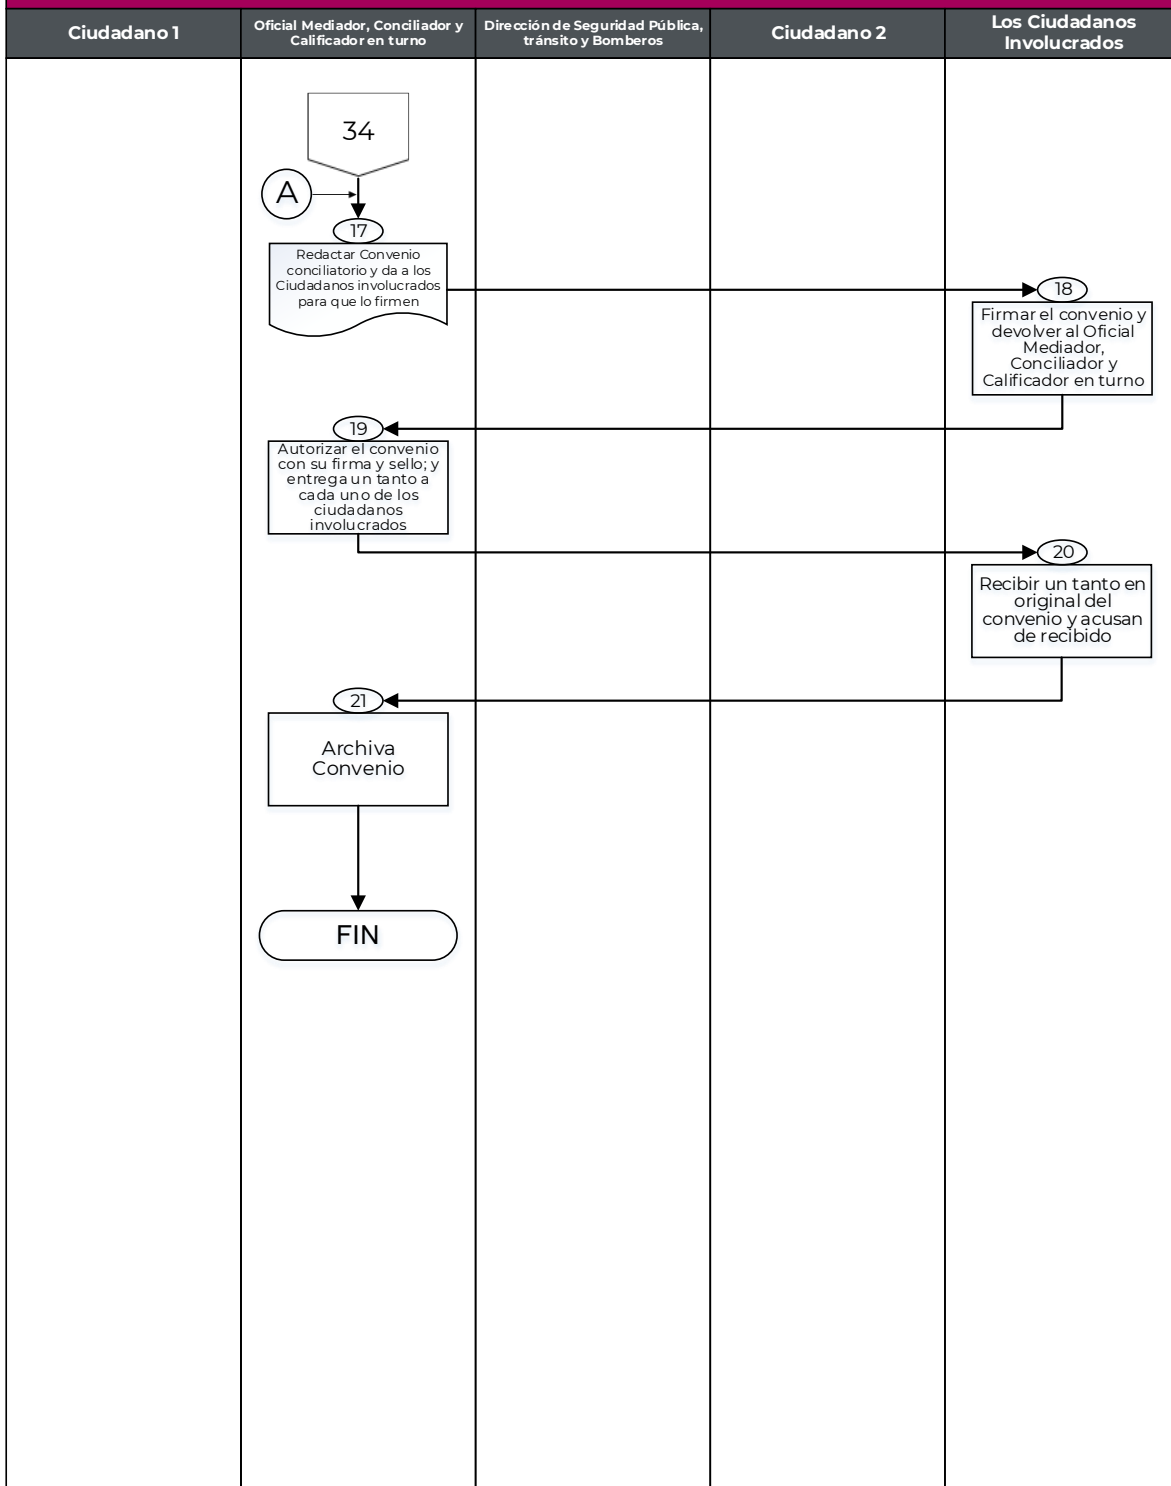 Ciudadano 1
Oficial Mediador, Conciliador y
Calificador en turno
Dirección de Seguridad Pública,
tránsito y Bomberos
Ciudadano 2
Los Ciudadanos
Involucrados
34
A
17
Redactar Convenio
conciliatorio y da a los
Ciudadanos involucrados
para que lo firmen
18
Firmar el convenio y
devolver al Oficial
Mediador,
Conciliador y
Calificador en turno
19
Autorizar el convenio
con su firma y sello; y
entrega un tanto a
cada uno de los
ciudadanos
involucrados
20
Recibir un tanto en
original del
convenio y acusan
de recibido
21
Archiva
Convenio
FIN